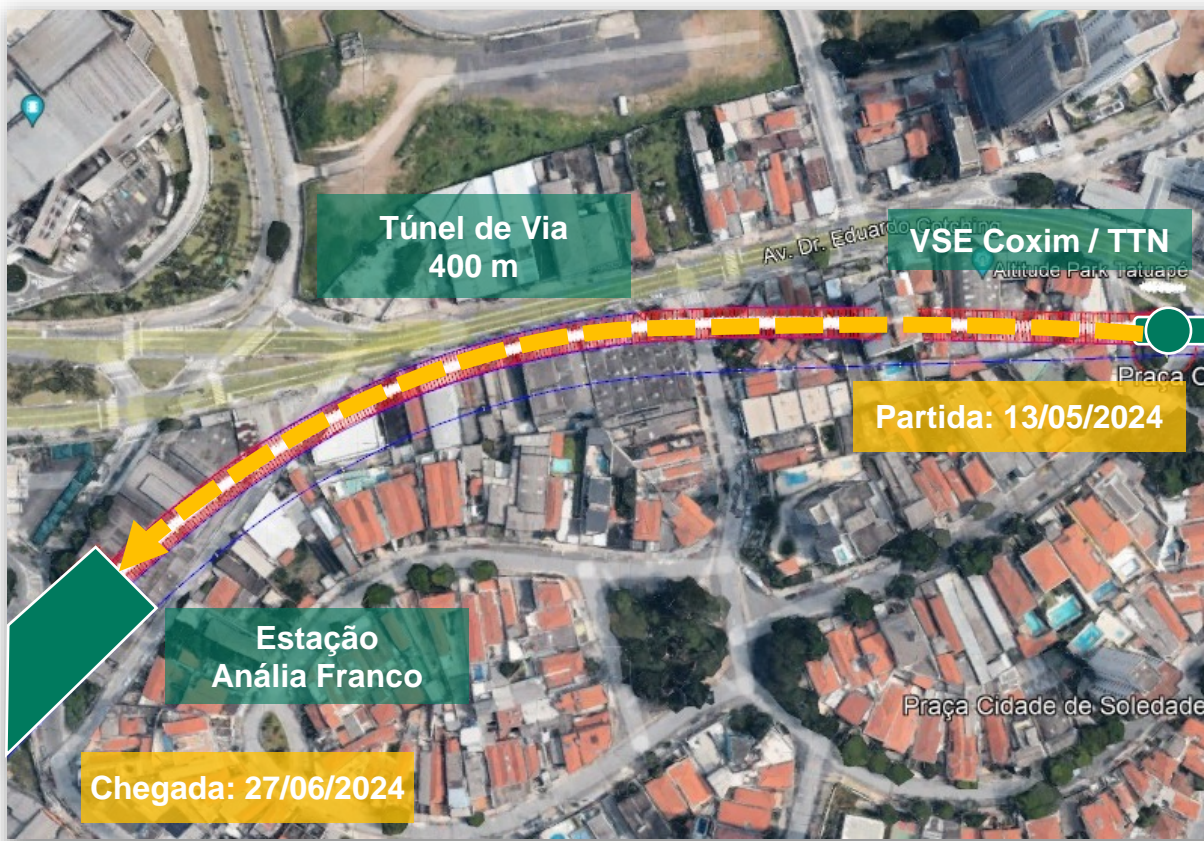 Túnel de Via
400 m
Av. Dr. Eduardo Cotching
VSE Coxim / TTN
Altitude Park Tatuapé
Praça C
Partida: 13/05/2024
Estação
Anália Franco
Praça Cidade de Soledade
Chegada: 27/06/2024